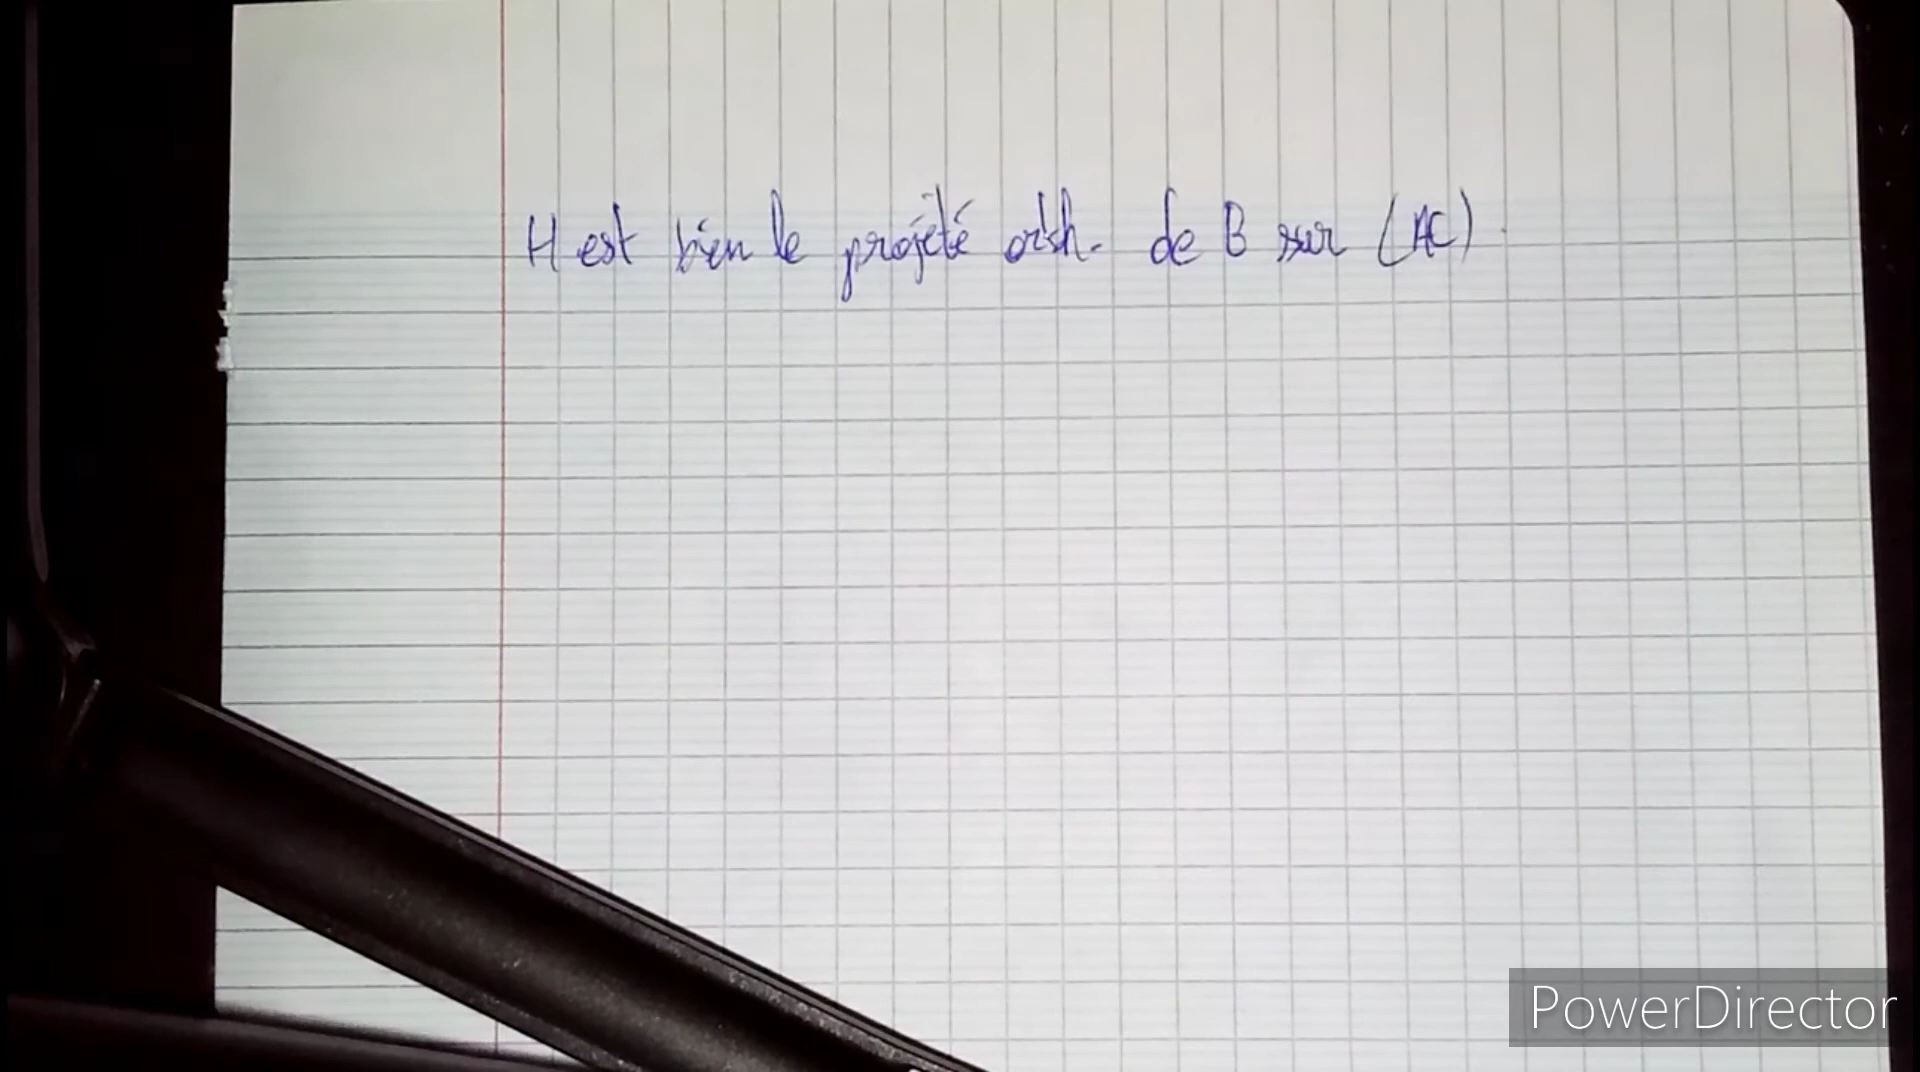 H est bien le projeté orth. de B sur (AC).
PowerDirector